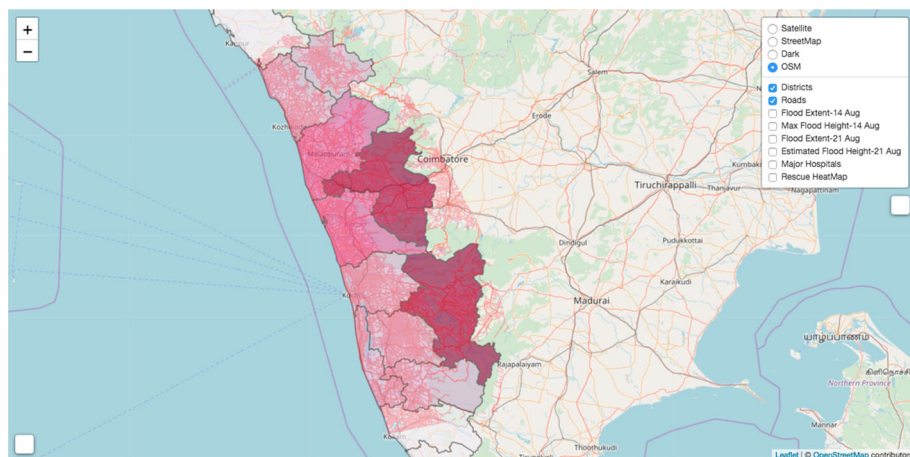 +
−
Satellite
StreetMap
Dark
OSM
Districts
Roads
Flood Extent-14 Aug
Max Flood Height-14 Aug
Flood Extent-21 Aug
Estimated Flood Height-21 Aug
Major Hospitals
Rescue HeatMap
Salem
Erode
Coimbatore
Tiruchirappalli
Thanjavur
Nagapattinam
Dindigul
Pudukkottai
Karaikudi
Madurai
Rajapalaiyam
யாழ்ப்பாணம்
கிளிநொச்சி
Northern Province
Mannar
Thoothukudi
Leaflet | © OpenStreetMap contributor